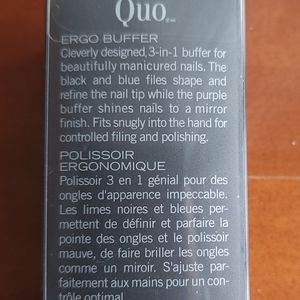 Quo
ERGO BUFFER
Cleverly designed, 3-in-1 buffer for
beautifully manicured nails. The
black and blue files shape and
refine the nail tip while the purple
buffer shines nails to a mirror
finish. Fits snugly into the hand for
controlled filing and polishing.
POLISSOIR
ERGONOMIQUE
Polissoir 3 en 1 génial pour des
ongles d'apparence impeccable.
Les limes noires et bleues per-
mettent de définir et parfaire la
pointe des ongles et le polissoir
mauve, de faire briller les ongles
comme un miroir. S'ajuste par-
faitement aux mains pour un con-
trôle optimal.